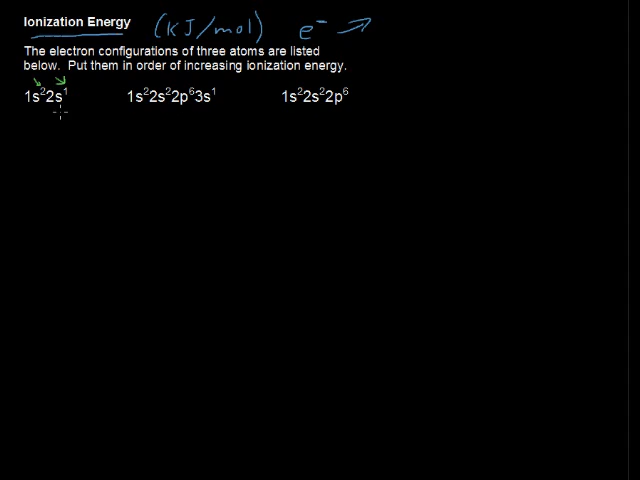 Ionization Energy (KJ/mol) e⁻
The electron configurations of three atoms are listed
below. Put them in order of increasing ionization energy.
1s²2s¹ 1s²2s²2p⁶3s¹ 1s²2s²2p⁶